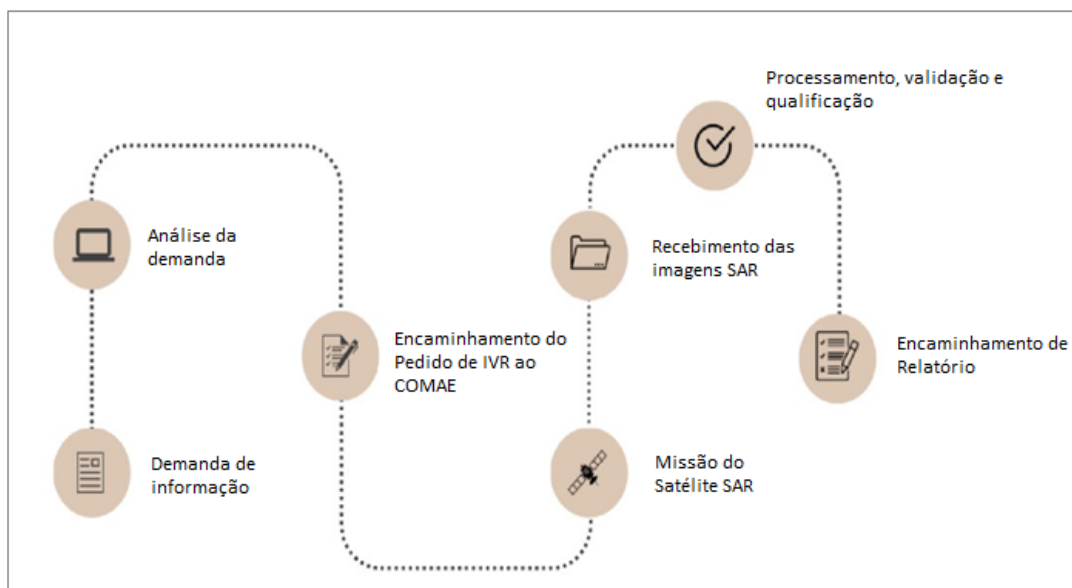 Processamento, validação e
qualificação
Análise da
demanda
Recebimento das
imagens SAR
Encaminhamento do
Pedido de IVR ao
COMAE
Encaminhamento de
Relatório
Demanda de
informação
Missão do
Satélite SAR